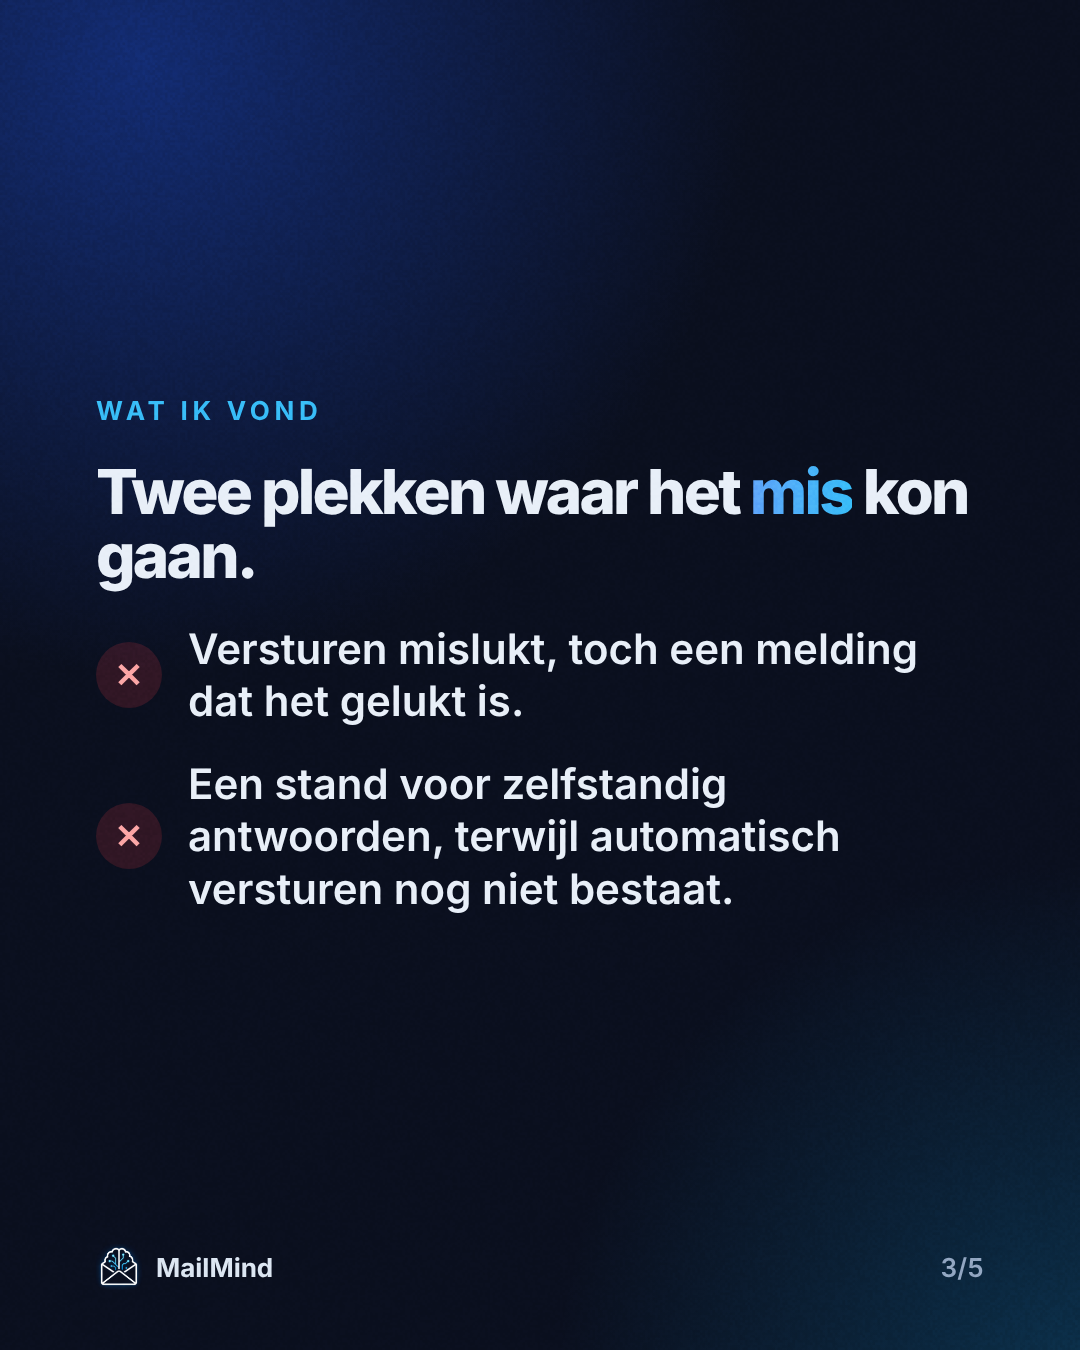 WAT IK VOND
Twee plekken waar het mis kon
gaan.
Versturen mislukt, toch een melding
dat het gelukt is.
Een stand voor zelfstandig
antwoorden, terwijl automatisch
versturen nog niet bestaat.
MailMind
3/5